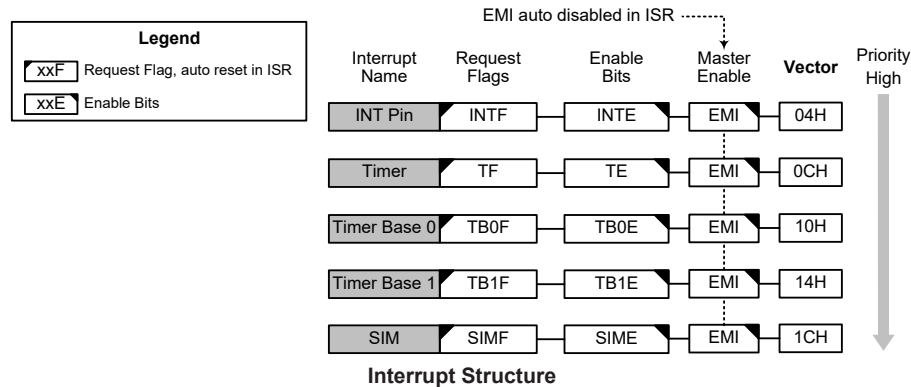 EMI auto disabled in ISR
Legend
xxF Request Flag, auto reset in ISR
xxE Enable Bits
Interrupt Name Request Flags Enable Bits Master Enable Vector Priority High
INT Pin INTF INTE EMI 04H
Timer TF TE EMI 0CH
Timer Base 0 TB0F TB0E EMI 10H
Timer Base 1 TB1F TB1E EMI 14H
SIM SIMF SIME EMI 1CH
Interrupt Structure